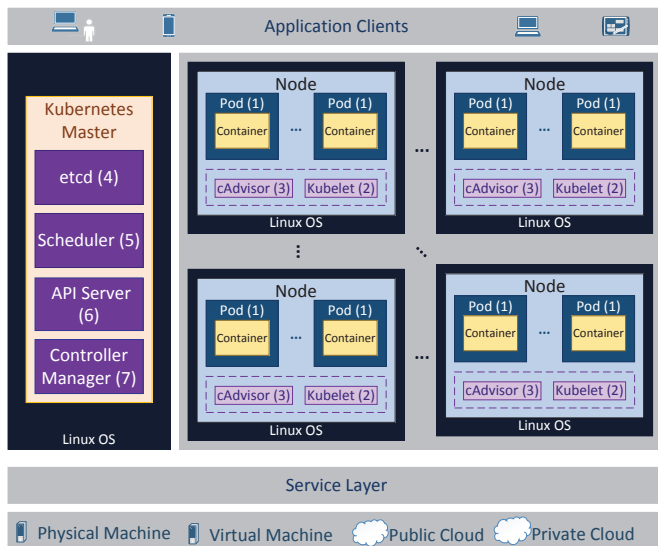 Application Clients
Kubernetes
Master
etcd (4)
Scheduler (5)
API Server
(6)
Controller
Manager (7)
Linux OS
Node
Pod (1)
Container
...
Pod (1)
Container
cAdvisor (3)
Kubelet (2)
Linux OS
...
Node
Pod (1)
Container
...
Pod (1)
Container
cAdvisor (3)
Kubelet (2)
Linux OS
...
...
Node
Pod (1)
Container
...
Pod (1)
Container
cAdvisor (3)
Kubelet (2)
Linux OS
...
Node
Pod (1)
Container
...
Pod (1)
Container
cAdvisor (3)
Kubelet (2)
Linux OS
Service Layer
Physical Machine
Virtual Machine
Public Cloud
Private Cloud